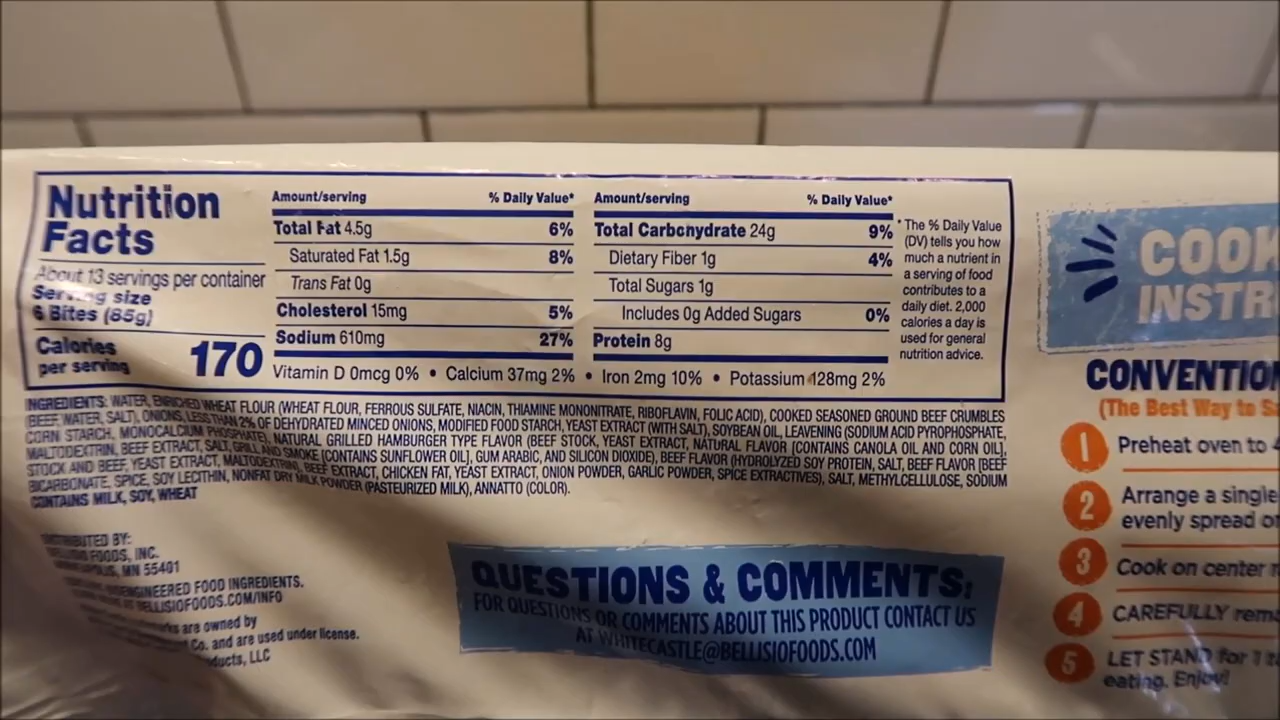 Nutrition
Facts
About 13 servings per container
Serving size
6 Bites (85g)
Calories
per serving
170
Amount/serving % Daily Value*
Total Fat 4.5g 6%
Saturated Fat 1.5g 8%
Trans Fat 0g
Cholesterol 15mg 5%
Sodium 610mg 27%
Amount/serving % Daily Value*
Total Carbohydrate 24g 9%
Dietary Fiber 1g 4%
Total Sugars 1g
Includes 0g Added Sugars 0%
Protein 8g
Vitamin D 0mcg 0% • Calcium 37mg 2% • Iron 2mg 10% • Potassium 128mg 2%
* The % Daily Value
(DV) tells you how
much a nutrient in
a serving of food
contributes to a
daily diet. 2,000
calories a day is
used for general
nutrition advice.
INGREDIENTS: WATER, ENRICHED WHEAT FLOUR (WHEAT FLOUR, FERROUS SULFATE, NIACIN, THIAMINE MONONITRATE, RIBOFLAVIN, FOLIC ACID), COOKED SEASONED GROUND BEEF CRUMBLES
(BEEF, WATER, SALT), ONIONS, LESS THAN 2% OF DEHYDRATED MINCED ONIONS, MODIFIED FOOD STARCH, YEAST EXTRACT (WITH SALT), SOYBEAN OIL, LEAVENING (SODIUM ACID PYROPHOSPHATE,
CORN STARCH, MONOCALCIUM PHOSPHATE), NATURAL GRILLED HAMBURGER TYPE FLAVOR (BEEF STOCK, YEAST EXTRACT, NATURAL FLAVOR [CONTAINS CANOLA OIL AND CORN OIL],
MALTODEXTRIN, BEEF EXTRACT, SALT, GRILL AND SMOKE [CONTAINS SUNFLOWER OIL], GUM ARABIC, AND SILICON DIOXIDE), BEEF FLAVOR (HYDROLYZED SOY PROTEIN, SALT, BEEF FLAVOR [BEEF
STOCK AND BEEF, YEAST EXTRACT, MALTODEXTRIN], BEEF EXTRACT, CHICKEN FAT, YEAST EXTRACT, ONION POWDER, GARLIC POWDER, SPICE EXTRACTIVES), SALT, METHYLCELLULOSE, SODIUM
BICARBONATE, SPICE, SOY LECITHIN, NONFAT DRY MILK POWDER (PASTEURIZED MILK), ANNATTO (COLOR).
CONTAINS MILK, SOY, WHEAT
DISTRIBUTED BY:
FOODS, INC.
MN 55401
FOOD INGREDIENTS.
AT BELLISIOFOODS.COM/INFO
are owned by
Co. and are used under license.
LLC
QUESTIONS & COMMENTS:
FOR QUESTIONS OR COMMENTS ABOUT THIS PRODUCT CONTACT US
AT WHITECASTLE@BELLISIOFOODS.COM
COOK
INSTR
CONVENTIO
(The Best Way to
1 Preheat oven to
2 Arrange a single
evenly spread
3 Cook on center
4 CAREFULLY
5 LET STAND for 1
eating. Enjoy!